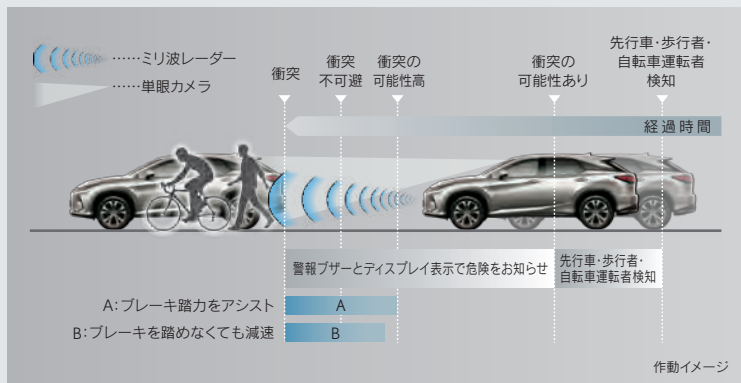 ……ミリ波レーダー
……単眼カメラ
衝突
衝突
不可避
衝突の
可能性高
衝突の
可能性あり
先行車・歩行者・
自転車運転者
検知
経過時間
警報ブザーとディスプレイ表示で危険をお知らせ
先行車・歩行者・
自転車運転者検知
A：ブレーキ踏力をアシスト
A
B：ブレーキを踏めなくても減速
B
作動イメージ